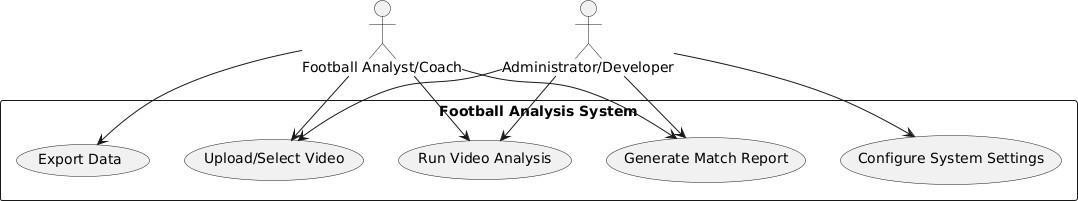 Football Analyst/Coach
Administrator/Developer
Football Analysis System
Export Data
Upload/Select Video
Run Video Analysis
Generate Match Report
Configure System Settings